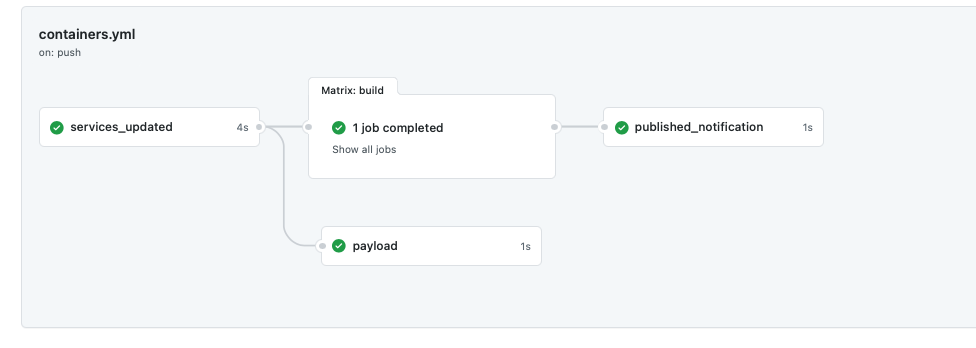 containers.yml
on: push
Matrix: build
services_updated 4s
1 job completed
Show all jobs
published_notification 1s
payload 1s